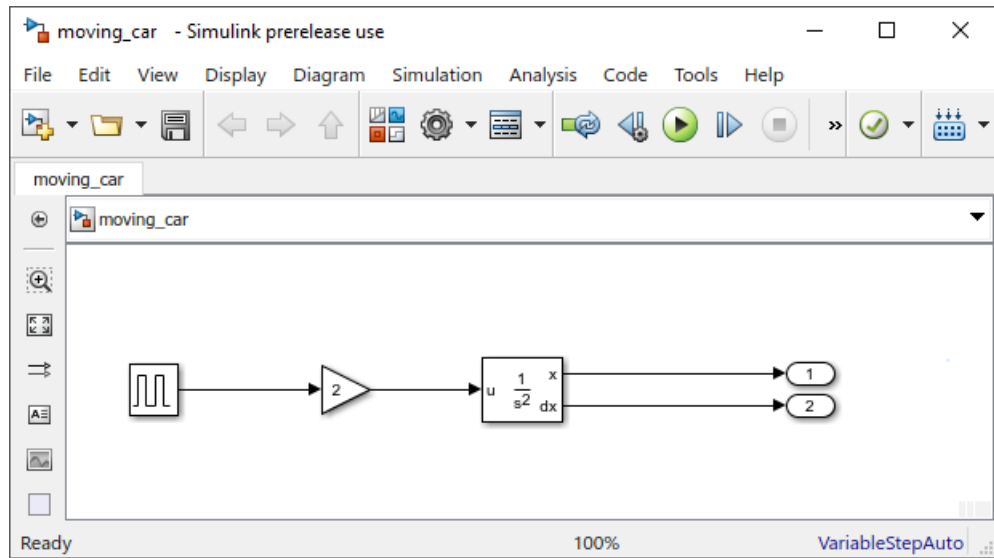 moving_car - Simulink prerelease use
File Edit View Display Diagram Simulation Analysis Code Tools Help
»
moving_car
moving_car
A
2
u 1 s2 x dx
1
2
Ready 100% VariableStepAuto